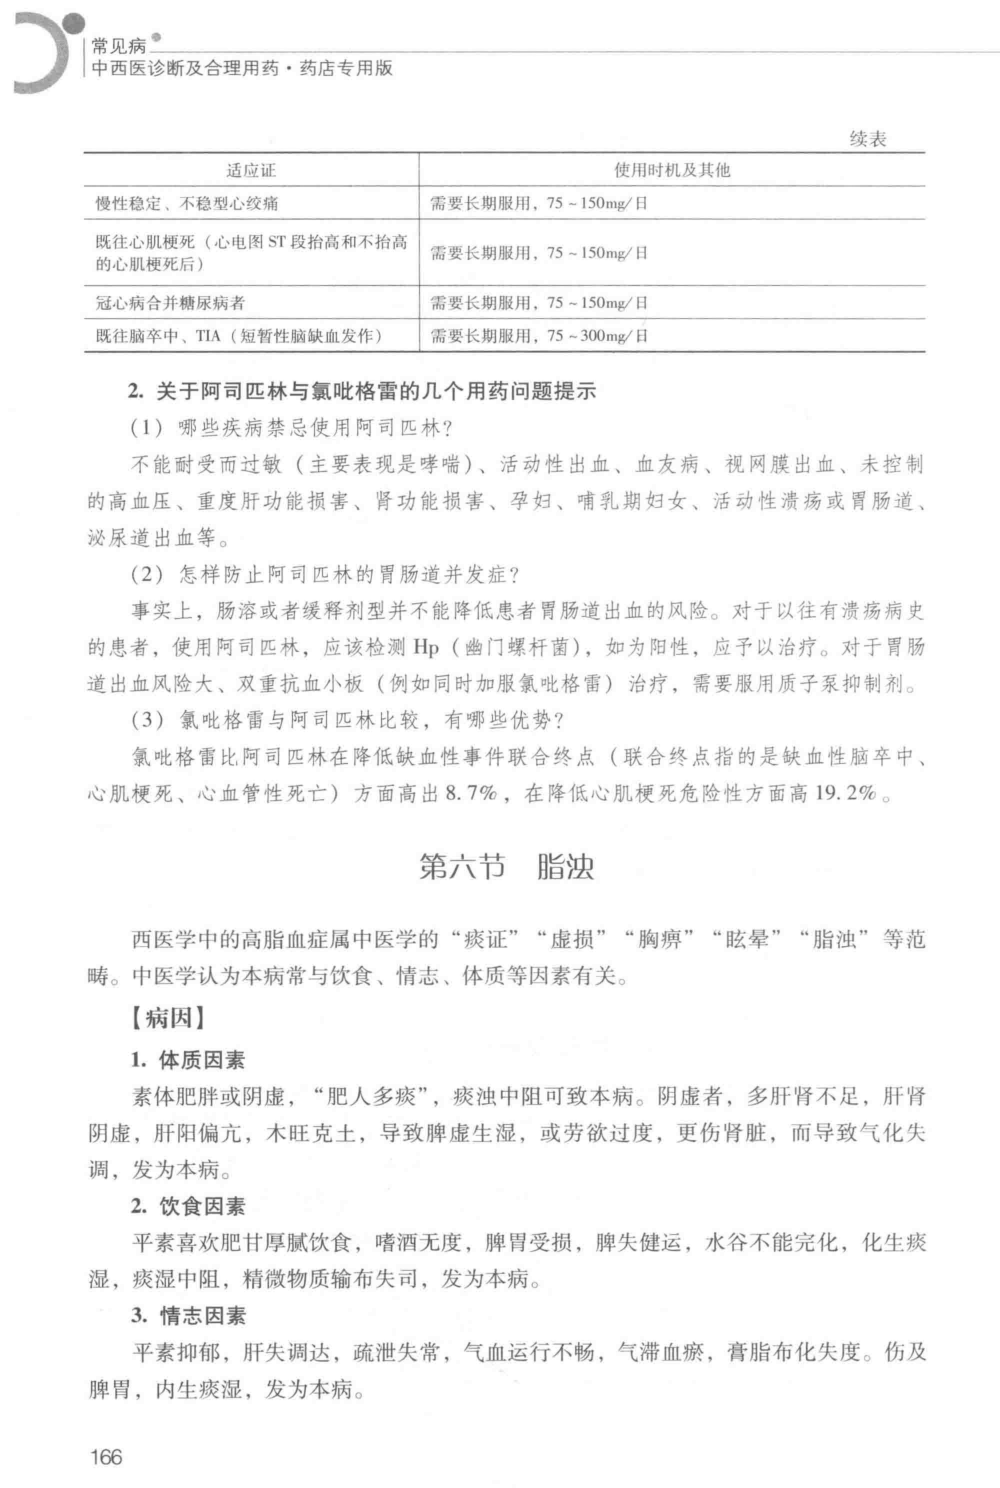 常见病
中西医诊断及合理用药·药店专用版
续表
适应证 使用时机及其他
慢性稳定、不稳型心绞痛 需要长期服用，75～150mg/日
既往心肌梗死（心电图 ST 段抬高和不抬高
的心肌梗死后） 需要长期服用，75～150mg/日
冠心病合并糖尿病者 需要长期服用，75～150mg/日
既往脑卒中、TIA（短暂性脑缺血发作） 需要长期服用，75～300mg/日
2. 关于阿司匹林与氯吡格雷的几个用药问题提示
（1）哪些疾病禁忌使用阿司匹林？
不能耐受而过敏（主要表现是哮喘）、活动性出血、血友病、视网膜出血、未控制
的高血压、重度肝功能损害、肾功能损害、孕妇、哺乳期妇女、活动性溃疡或胃肠道、
泌尿道出血等。
（2）怎样防止阿司匹林的胃肠道并发症？
事实上，肠溶或者缓释剂型并不能降低患者胃肠道出血的风险。对于以往有溃疡病史
的患者，使用阿司匹林，应该检测 Hp（幽门螺杆菌），如为阳性，应予以治疗。对于胃肠
道出血风险大、双重抗血小板（例如同时加服氯吡格雷）治疗，需要服用质子泵抑制剂。
（3）氯吡格雷与阿司匹林比较，有哪些优势？
氯吡格雷比阿司匹林在降低缺血性事件联合终点（联合终点指的是缺血性脑卒中、
心肌梗死、心血管性死亡）方面高出 8.7%，在降低心肌梗死危险性方面高 19.2%。
第六节 脂浊
西医学中的高脂血症属中医学的“痰证”“虚损”“胸痹”“眩晕”“脂浊”等范
畴。中医学认为本病常与饮食、情志、体质等因素有关。
【病因】
1. 体质因素
素体肥胖或阴虚，“肥人多痰”，痰浊中阻可致本病。阴虚者，多肝肾不足，肝肾
阴虚，肝阳偏亢，木旺克土，导致脾虚生湿，或劳欲过度，更伤肾脏，而导致气化失
调，发为本病。
2. 饮食因素
平素喜欢肥甘厚腻饮食，嗜酒无度，脾胃受损，脾失健运，水谷不能完化，化生痰
湿，痰湿中阻，精微物质输布失司，发为本病。
3. 情志因素
平素抑郁，肝失调达，疏泄失常，气血运行不畅，气滞血瘀，膏脂布化失度。伤及
脾胃，内生痰湿，发为本病。
166